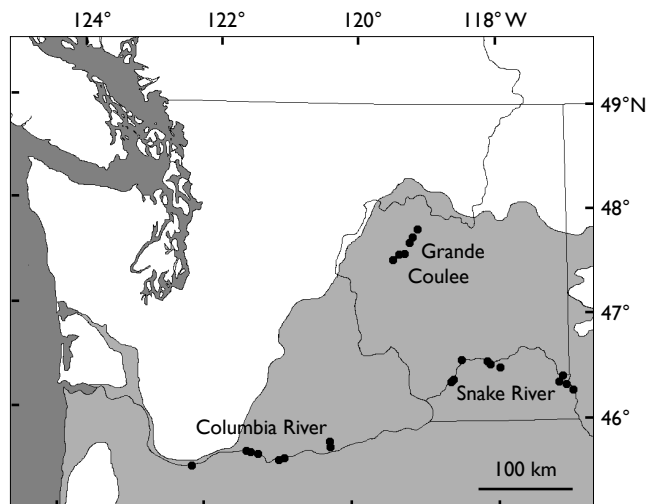 124° 122° 120° 118°W
49°N
48°
Grande
Coulee
47°
Snake River
Columbia River
46°
100 km